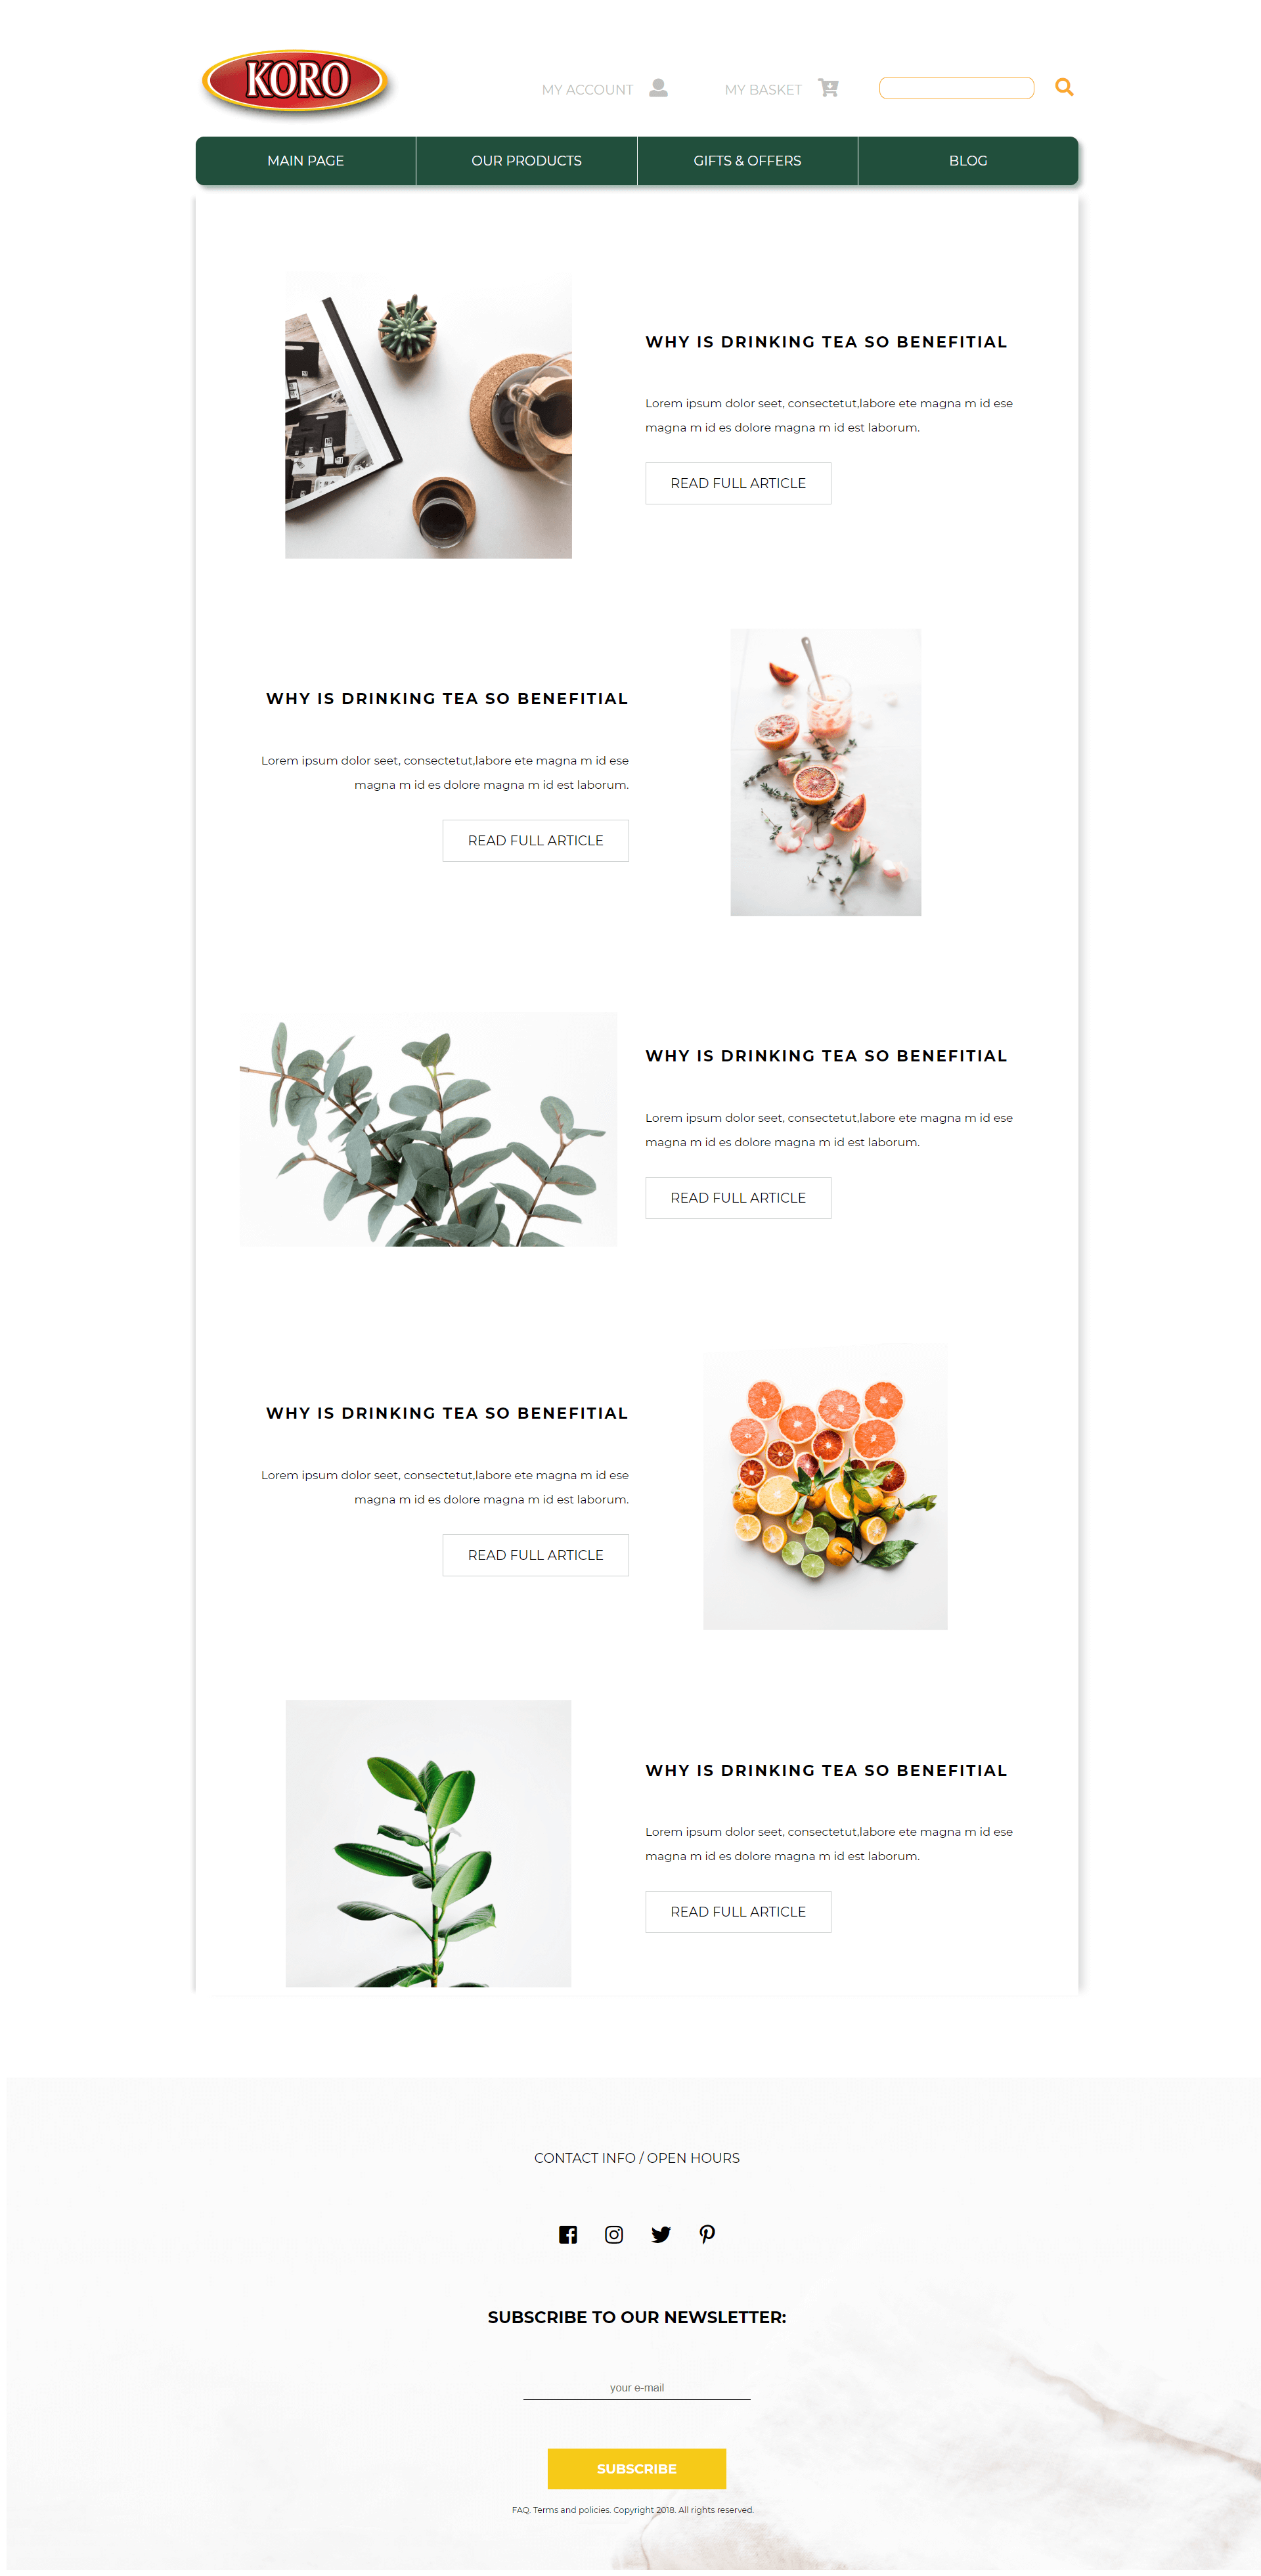 KORO
MY ACCOUNT
MY BASKET
MAIN PAGE
OUR PRODUCTS
GIFTS & OFFERS
BLOG
WHY IS DRINKING TEA SO BENEFITIAL
Lorem ipsum dolor seet, consectetut,labore ete magna m id ese
magna m id es dolore magna m id est laborum.
READ FULL ARTICLE
WHY IS DRINKING TEA SO BENEFITIAL
Lorem ipsum dolor seet, consectetut,labore ete magna m id ese
magna m id es dolore magna m id est laborum.
READ FULL ARTICLE
WHY IS DRINKING TEA SO BENEFITIAL
Lorem ipsum dolor seet, consectetut,labore ete magna m id ese
magna m id es dolore magna m id est laborum.
READ FULL ARTICLE
WHY IS DRINKING TEA SO BENEFITIAL
Lorem ipsum dolor seet, consectetut,labore ete magna m id ese
magna m id es dolore magna m id est laborum.
READ FULL ARTICLE
WHY IS DRINKING TEA SO BENEFITIAL
Lorem ipsum dolor seet, consectetut,labore ete magna m id ese
magna m id es dolore magna m id est laborum.
READ FULL ARTICLE
CONTACT INFO / OPEN HOURS
SUBSCRIBE TO OUR NEWSLETTER:
your e-mail
SUBSCRIBE
FAQ. Terms and policies. Copyright 2018. All rights reserved.